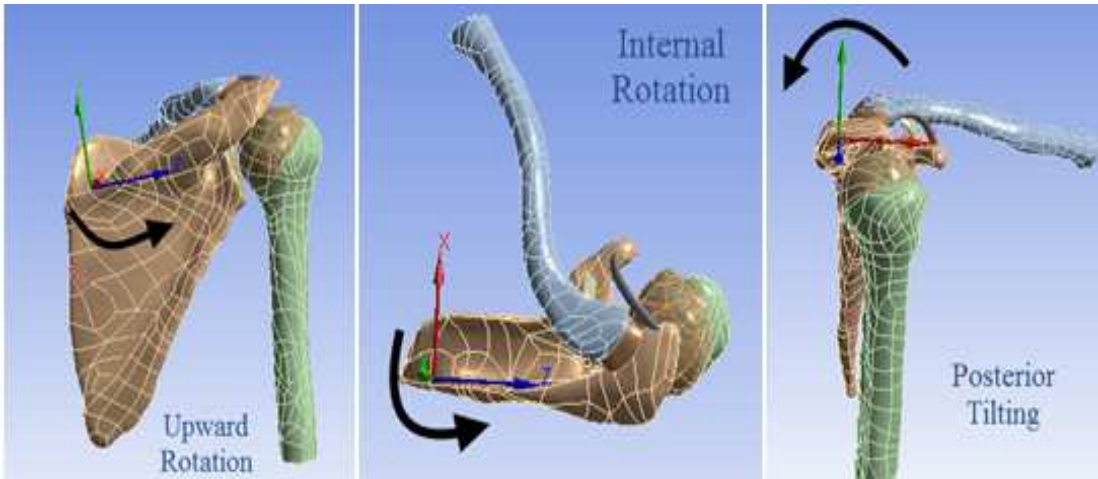 Upward
Rotation
Internal
Rotation
X
Z
Posterior
Tilting